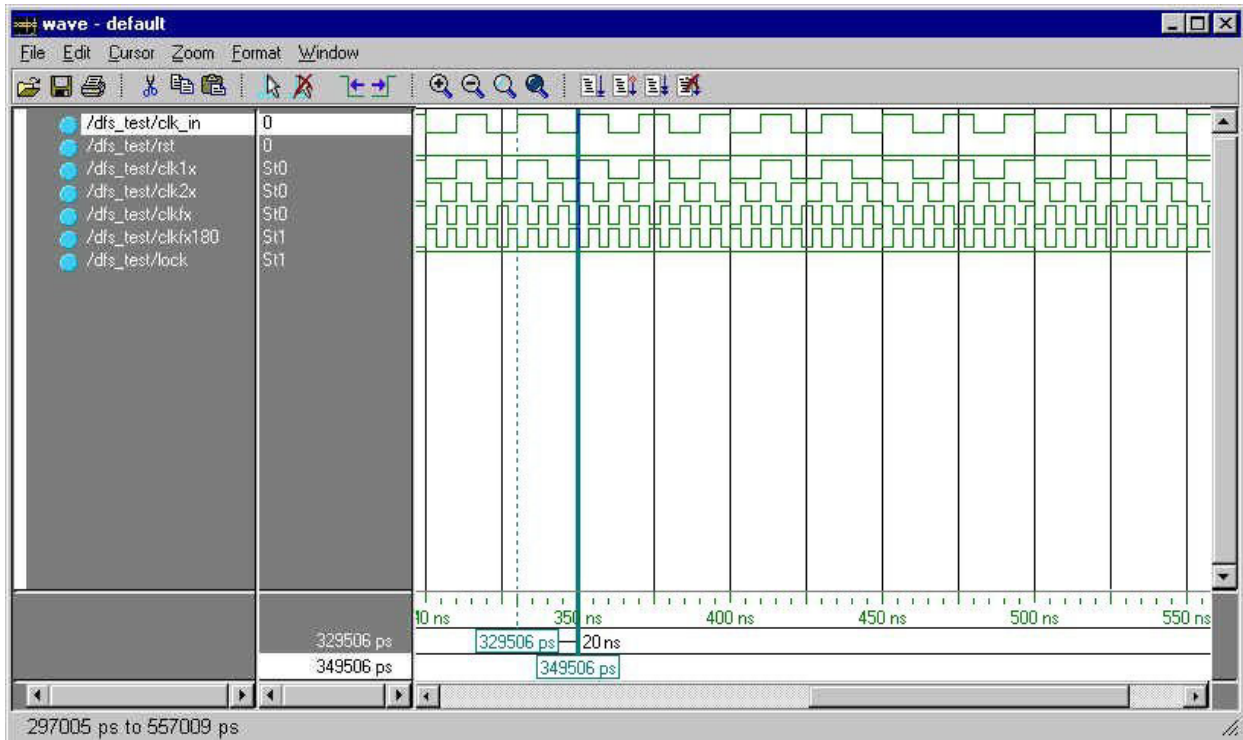 wave - default
File Edit Cursor Zoom Format Window
/dfs_test/clk_in 0
/dfs_test/rst 0
/dfs_test/clk1x St0
/dfs_test/clk2x St0
/dfs_test/clkfx St0
/dfs_test/clkfx180 St1
/dfs_test/lock St1
350 ns 400 ns 450 ns 500 ns 550 ns
329506 ps 329506 ps 20 ns
349506 ps 349506 ps
297005 ps to 557009 ps